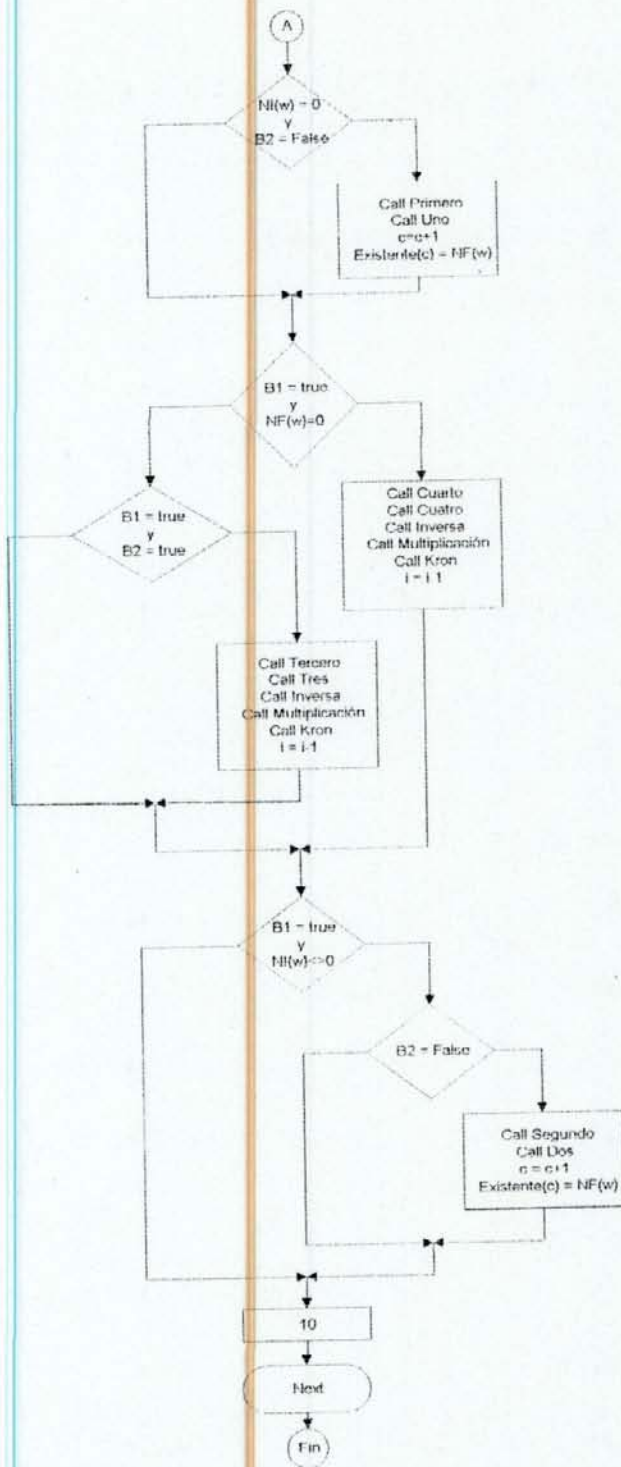 A
NI(w) = 0
y
B2 = False
Call Primero
Call Uno
c=c+1
Existente(c) = NF(w)
B1 = true
y
NF(w)=0
B1 = true
y
B2 = true
Call Cuarto
Call Cuatro
Call Inversa
Call Multiplicación
Call Kron
i = i-1
Call Tercero
Call Tres
Call Inversa
Call Multiplicación
Call Kron
i = i-1
B1 = true
y
NI(w)<>0
B2 = False
Call Segundo
Call Dos
c = c+1
Existente(c) = NF(w)
10
Next
Fin